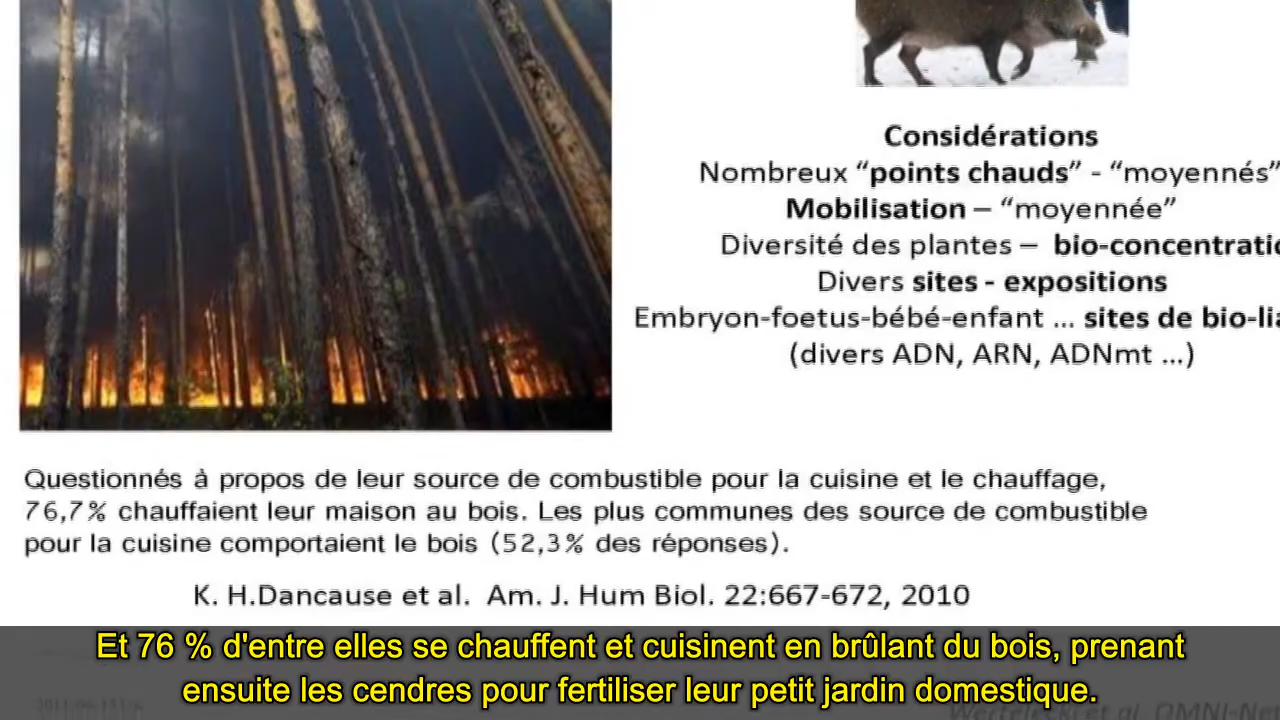 Considérations
Nombreux “points chauds” - “moyennés”
Mobilisation – “moyennée”
Diversité des plantes –
Divers sites - expositions
Embryon-foetus-bébé-enfant ... sites de
(divers ADN, ARN, ADNmt ...)
Questionnés à propos de leur source de combustible pour la cuisine et le chauffage,
76,7% chauffaient leur maison au bois. Les plus communes des source de combustible
pour la cuisine comportaient le bois (52,3% des réponses).
K. H.Dancause et al. Am. J. Hum Biol. 22:667-672, 2010
Et 76 % d'entre elles se chauffent et cuisinent en brûlant du bois, prenant
ensuite les cendres pour fertiliser leur petit jardin domestique.